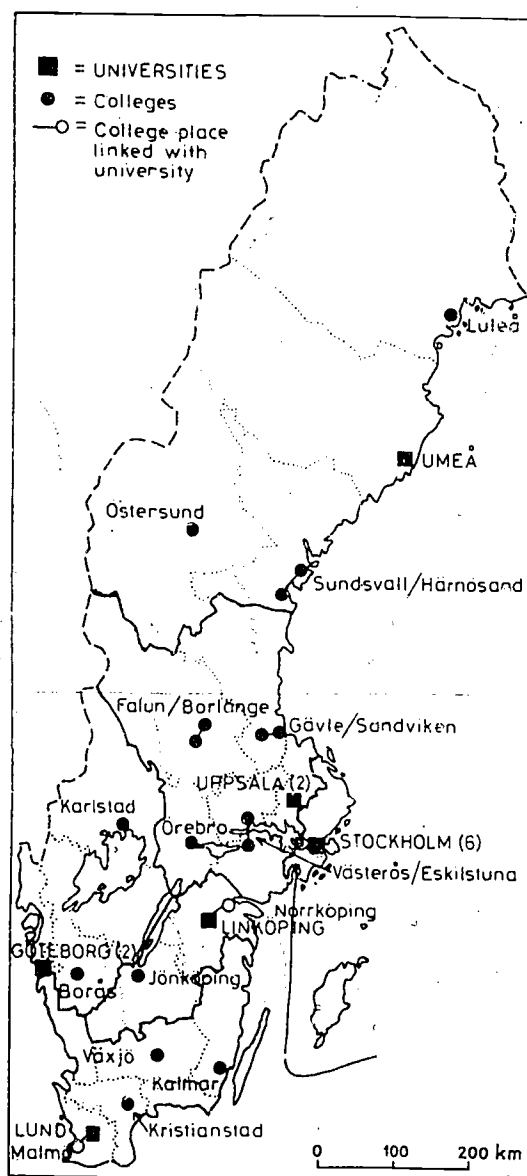 = UNIVERSITIES
= Colleges
= College place
linked with
university
Luleå
UMEÅ
Östersund
Sundsvall/Härnösand
Falun/Borlänge
Gävle/Sandviken
UPPSALA (2)
Karlstad
Örebro
STOCKHOLM (6)
Västerås/Eskilstuna
Norrköping
LINKÖPING
GÖTEBORG (2)
Borås
Jönköping
Växjö
Kalmar
LUND
Kristianstad
Malmö
0 100 200 km